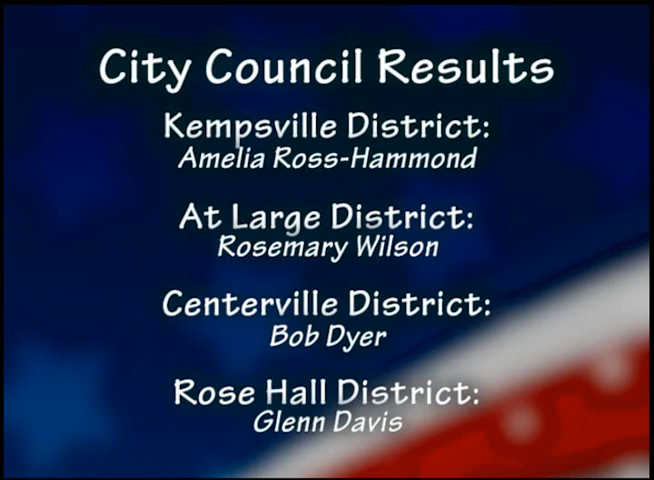 City Council Results
Kempsville District:
Amelia Ross-Hammond
At Large District:
Rosemary Wilson
Centerville District:
Bob Dyer
Rose Hall District:
Glenn Davis